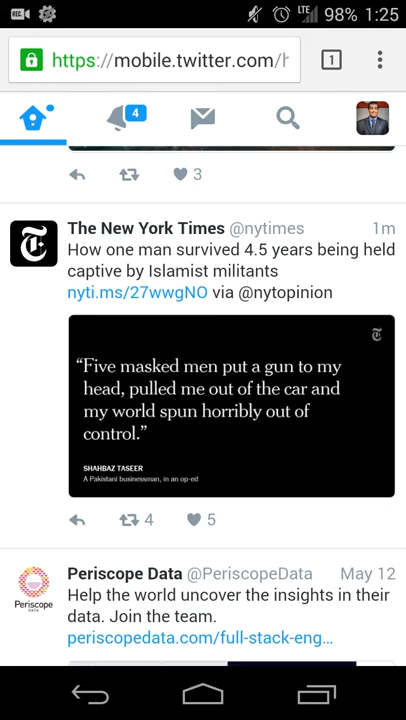 REC LTE 98% 1:25
https://mobile.twitter.com/h 1
4
3
The New York Times @nytimes 1m
How one man survived 4.5 years being held
captive by Islamist militants
nyti.ms/27wwgNO via @nytopinion
“Five masked men put a gun to my
head, pulled me out of the car and
my world spun horribly out of
control.”
SHAHBAZ TASEER
A Pakistani businessman, in an op-ed
4 5
Periscope Data @PeriscopeData May 12
Periscope
DATA
Help the world uncover the insights in their
data. Join the team.
periscopedata.com/full-stack-eng...